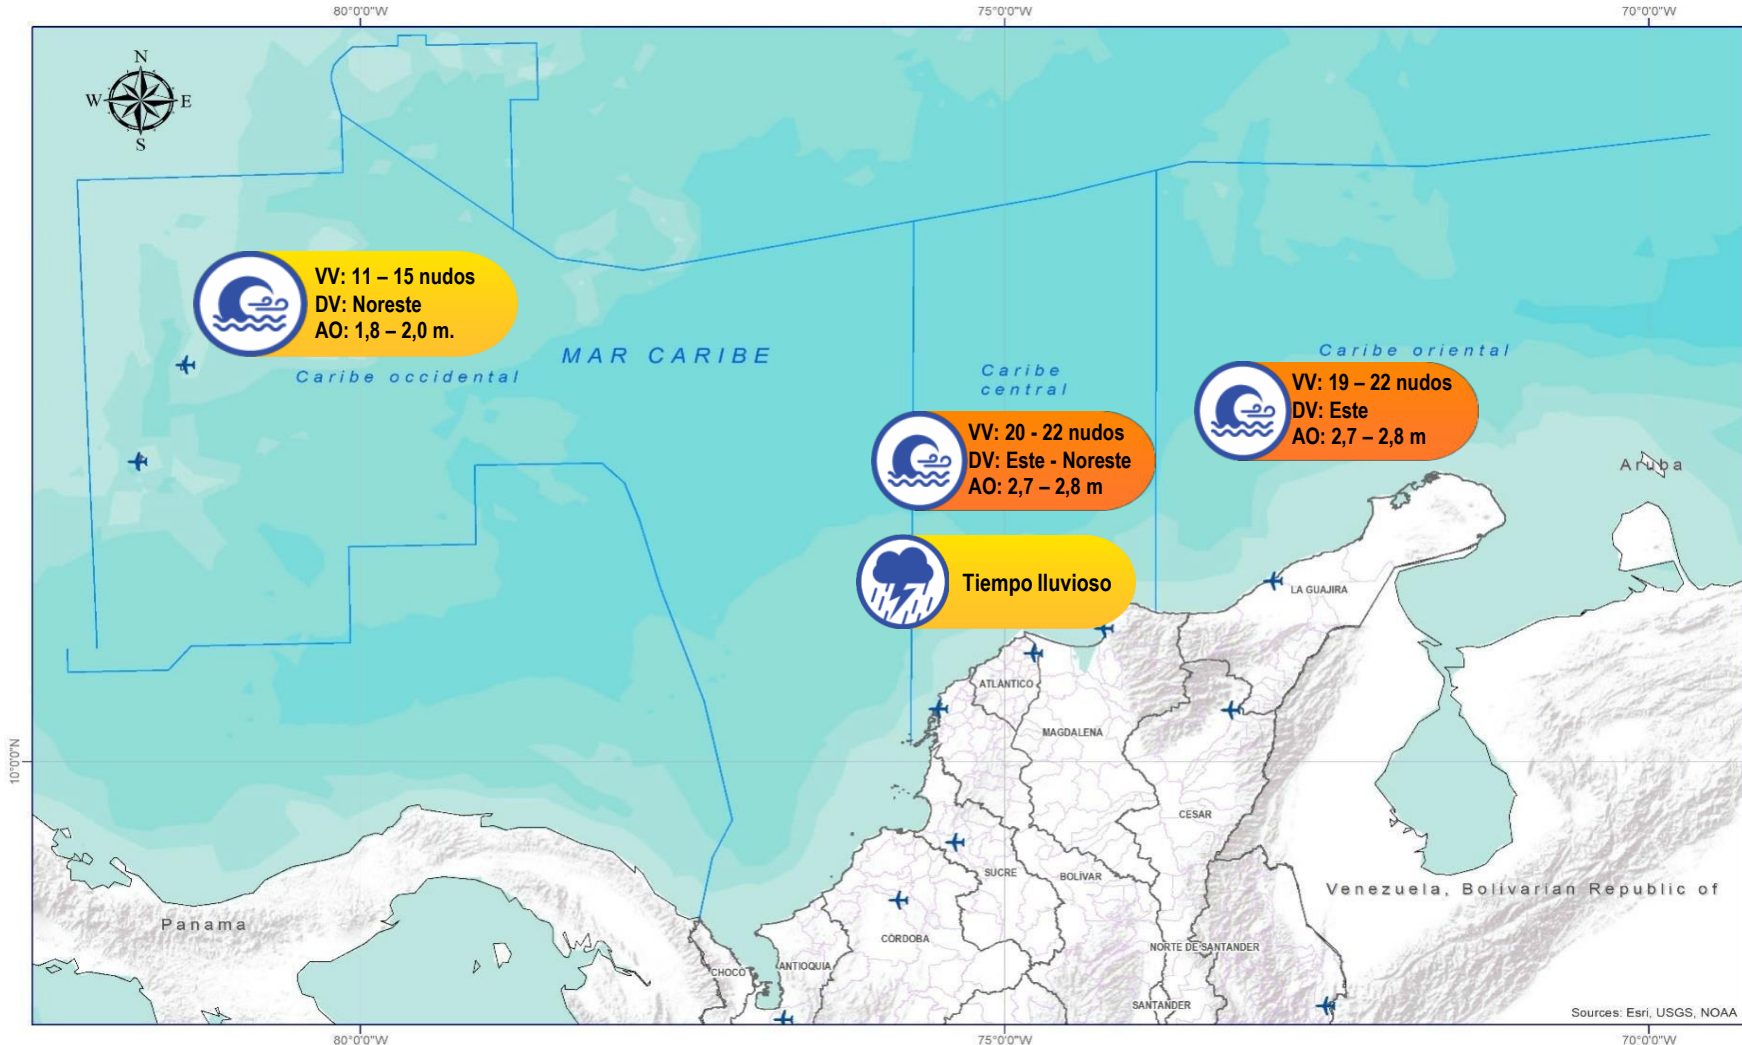 80°0'0"W
75°0'0"W
70°0'0"W
N
W
E
S
VV: 11 – 15 nudos
DV: Noreste
AO: 1,8 – 2,0 m.
MAR CARIBE
Caribe occidental
Caribe
central
Caribe oriental
VV: 19 – 22 nudos
DV: Este
AO: 2,7 – 2,8 m
VV: 20 - 22 nudos
DV: Este - Noreste
AO: 2,7 – 2,8 m
Aruba
Tiempo lluvioso
LA GUAJIRA
ATLÁNTICO
MAGDALENA
10°0'0"N
CESAR
SUCRE
BOLÍVAR
Venezuela, Bolivarian Republic of
Panama
CÓRDOBA
NORTE DE SANTANDER
CHOCÓ
ANTIOQUIA
SANTANDER
Sources: Esri, USGS, NOAA
80°0'0"W
75°0'0"W
70°0'0"W